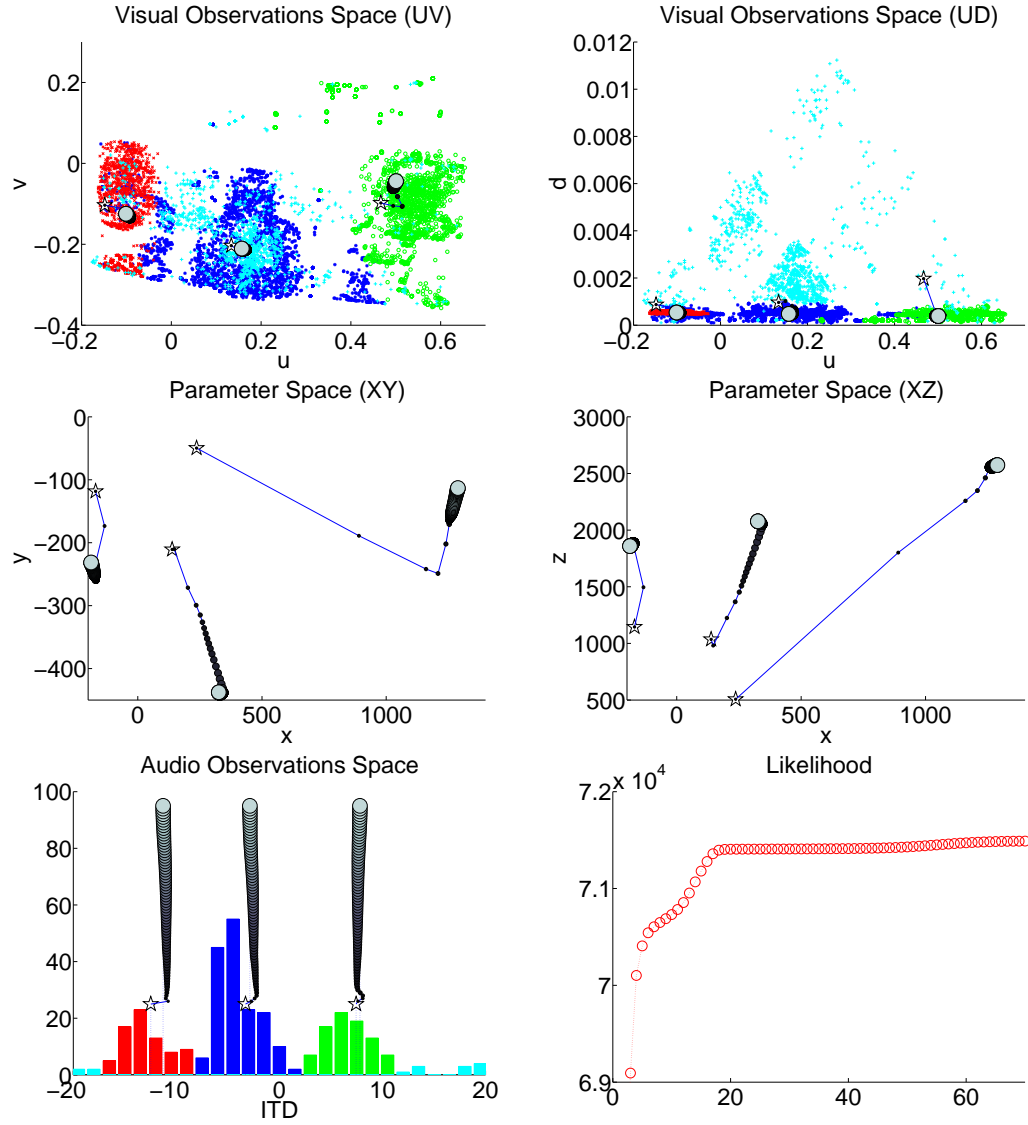 Visual Observations Space (UV)
Visual Observations Space (UD)
0.2
0
−0.2
−0.4
v
−0.2 0 0.2 0.4 0.6
u
0.012
0.01
0.008
0.006
0.004
0.002
0
d
−0.2 0 0.2 0.4 0.6
u
Parameter Space (XY)
Parameter Space (XZ)
0
−100
−200
−300
−400
y
0 500 1000
x
3000
2500
2000
1500
1000
500
z
0 500 1000
x
Audio Observations Space
Likelihood
100
80
60
40
20
0
−20 −10 0 10 20
ITD
x 10^4
7.2
7.1
7
6.9
0 20 40 60